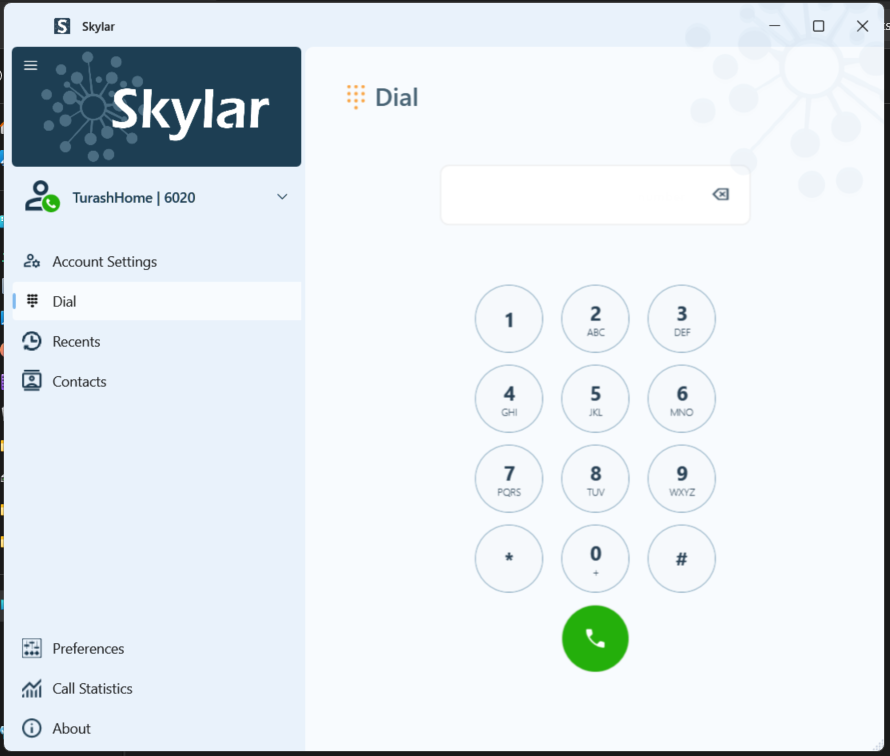 S Skylar
Skylar
TurashHome | 6020
Account Settings
Dial
Recents
Contacts
Preferences
Call Statistics
About
Dial
1
2
ABC
3
DEF
4
GHI
5
JKL
6
MNO
7
PQRS
8
TUV
9
WXYZ
*
0
+
#